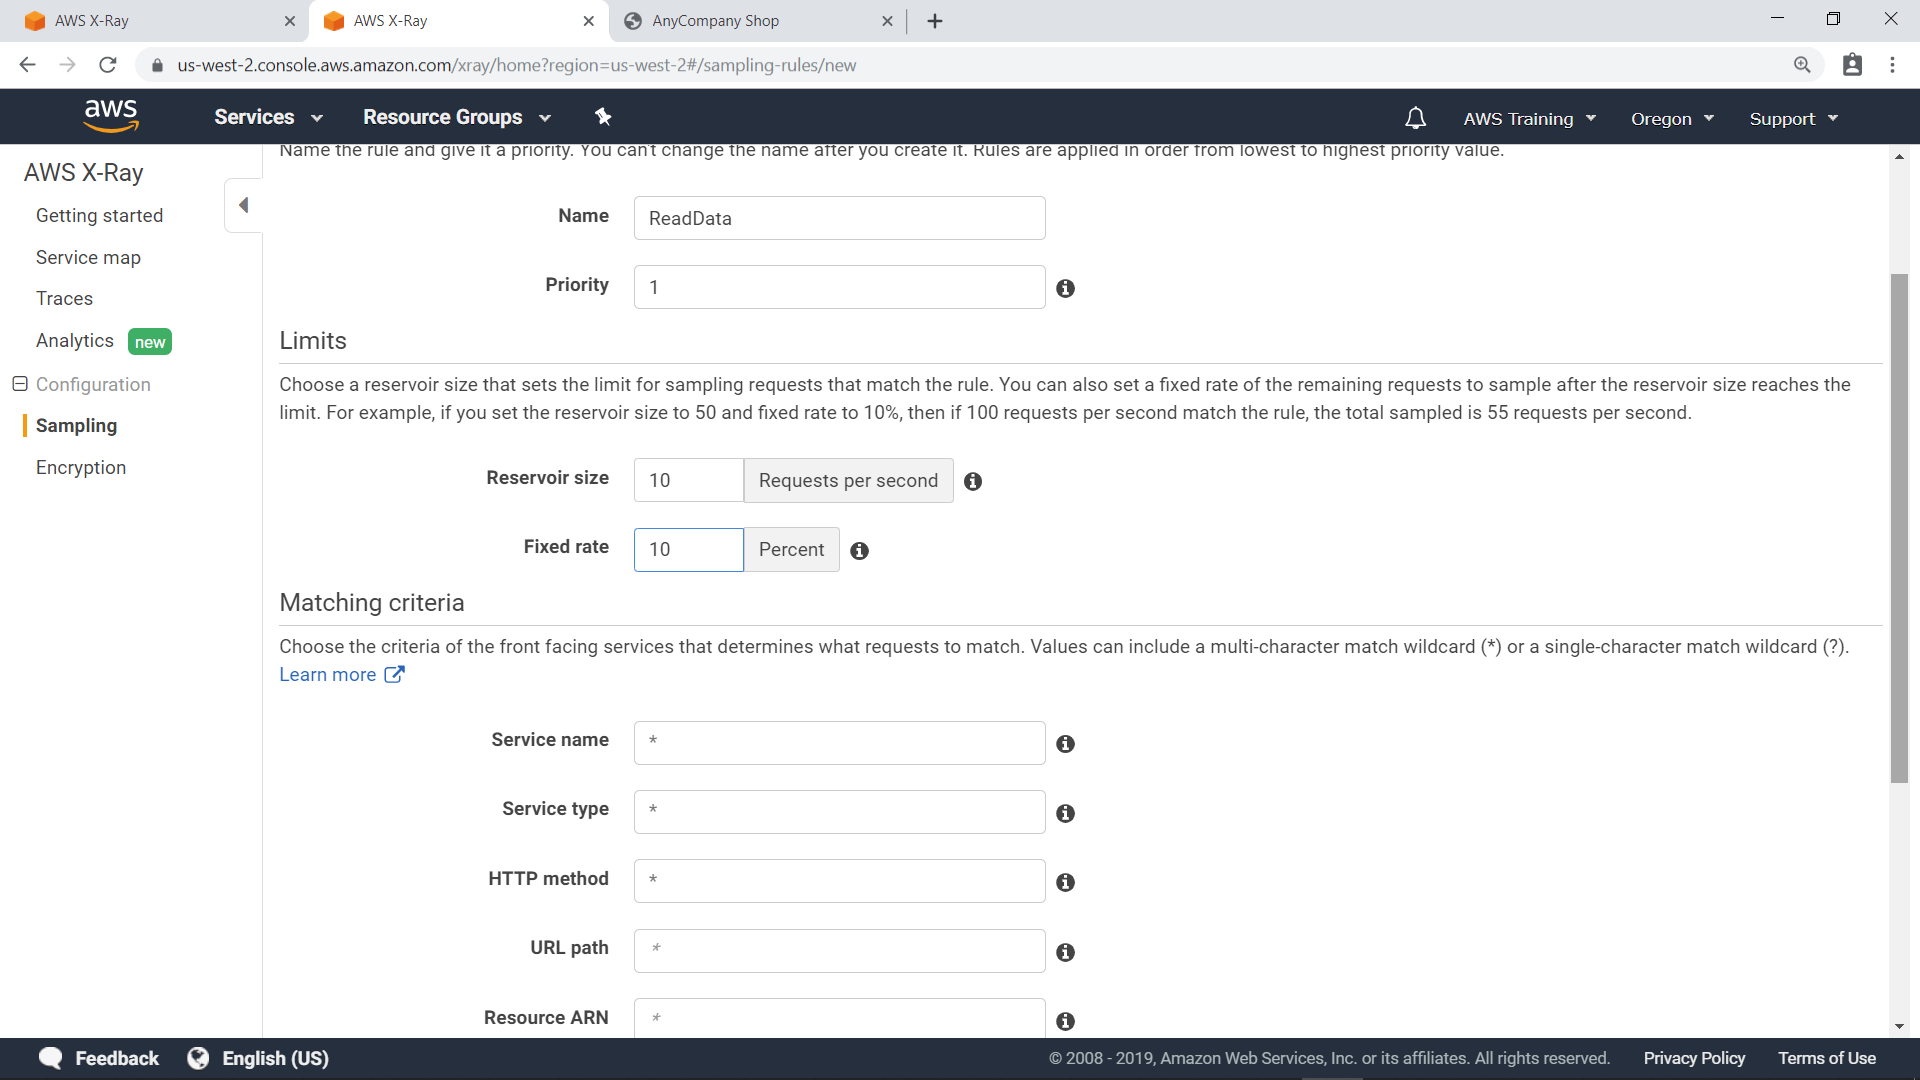 AWS X-Ray
AWS X-Ray
AnyCompany Shop
us-west-2.console.aws.amazon.com/xray/home?region=us-west-2#/sampling-rules/new
aws
Services
Resource Groups
AWS Training
Oregon
Support
AWS X-Ray
Getting started
Service map
Traces
Analytics new
Configuration
Sampling
Encryption
Name the rule and give it a priority. You can't change the name after you create it. Rules are applied in order from lowest to highest priority value.
Name ReadData
Priority 1
Limits
Choose a reservoir size that sets the limit for sampling requests that match the rule. You can also set a fixed rate of the remaining requests to sample after the reservoir size reaches the
limit. For example, if you set the reservoir size to 50 and fixed rate to 10%, then if 100 requests per second match the rule, the total sampled is 55 requests per second.
Reservoir size 10 Requests per second
Fixed rate 10 Percent
Matching criteria
Choose the criteria of the front facing services that determines what requests to match. Values can include a multi-character match wildcard (*) or a single-character match wildcard (?).
Learn more
Service name *
Service type *
HTTP method *
URL path *
Resource ARN *
Feedback
English (US)
© 2008 - 2019, Amazon Web Services, Inc. or its affiliates. All rights reserved.
Privacy Policy
Terms of Use